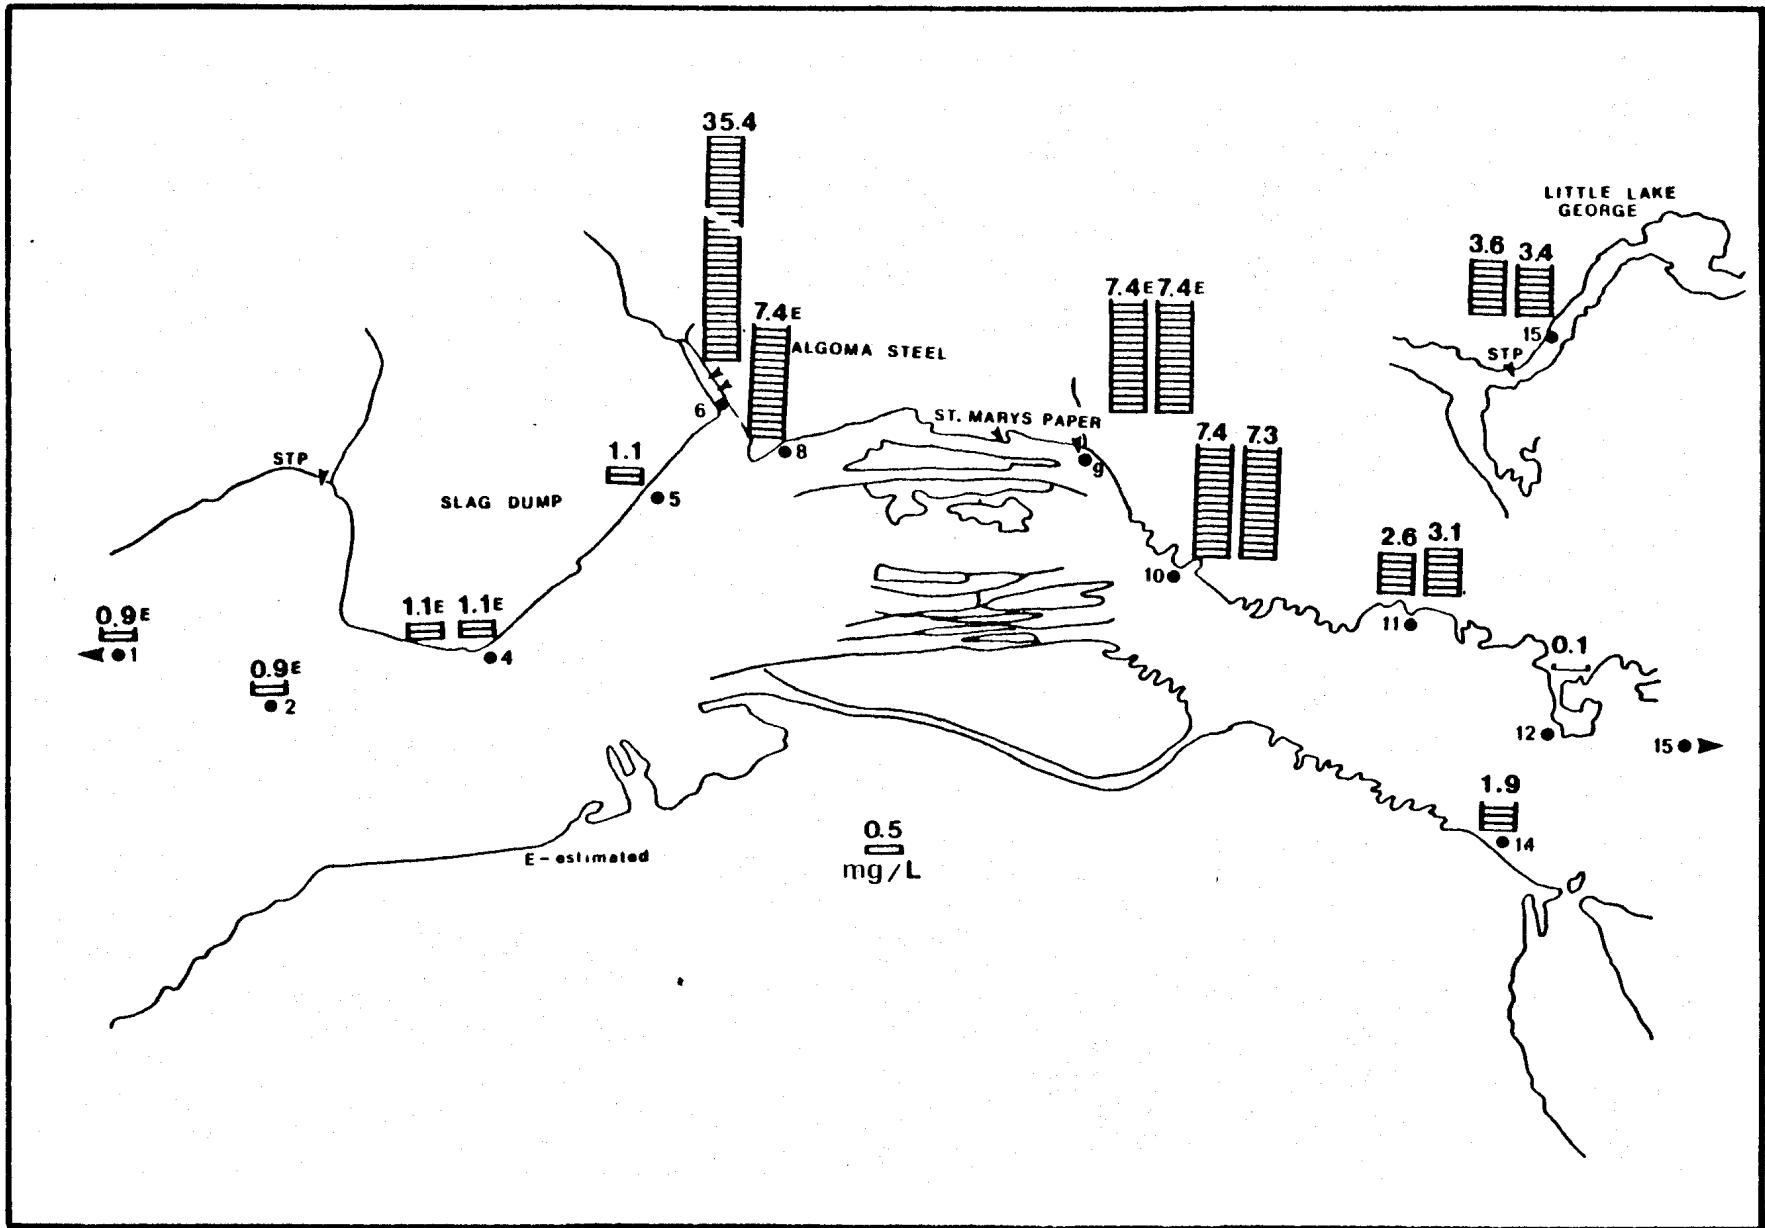 35.4
LITTLE LAKE
GEORGE
3.6 3.4
7.4E 7.4E
7.4E
ALGOMA STEEL
15
STP
6
ST. MARYS PAPER
7.4 7.3
STP
1.1
8
9
SLAG DUMP
5
2.6 3.1
10
0.9E
1.1E 1.1E
11
1
4
0.1
0.9E
2
12
15
1.9
0.5
mg/L
14
E-estimated